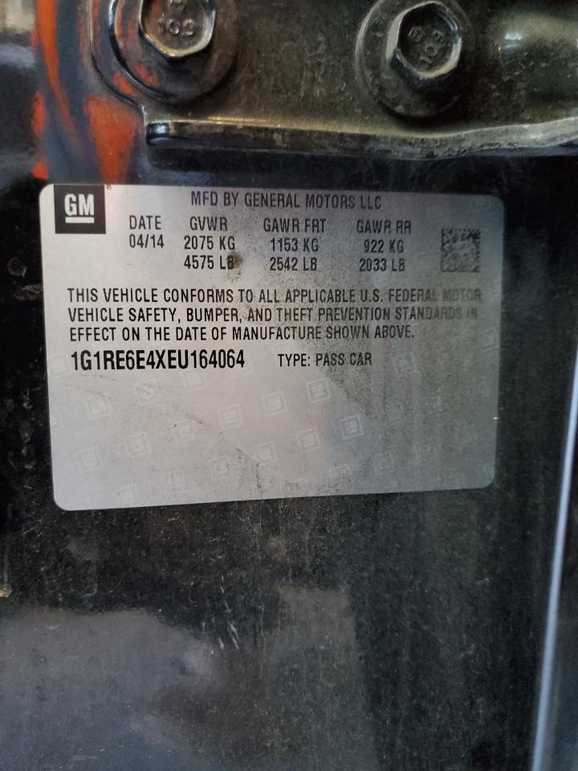 GM
MFD BY GENERAL MOTORS LLC
DATE GVWR GAWR FRT GAWR RR
04/14 2075 KG 1153 KG 922 KG
4575 LB 2542 LB 2033 LB
THIS VEHICLE CONFORMS TO ALL APPLICABLE U.S. FEDERAL MOTOR
VEHICLE SAFETY, BUMPER, AND THEFT PREVENTION STANDARDS IN
EFFECT ON THE DATE OF MANUFACTURE SHOWN ABOVE.
1G1RE6E4XEU164064 TYPE: PASS CAR